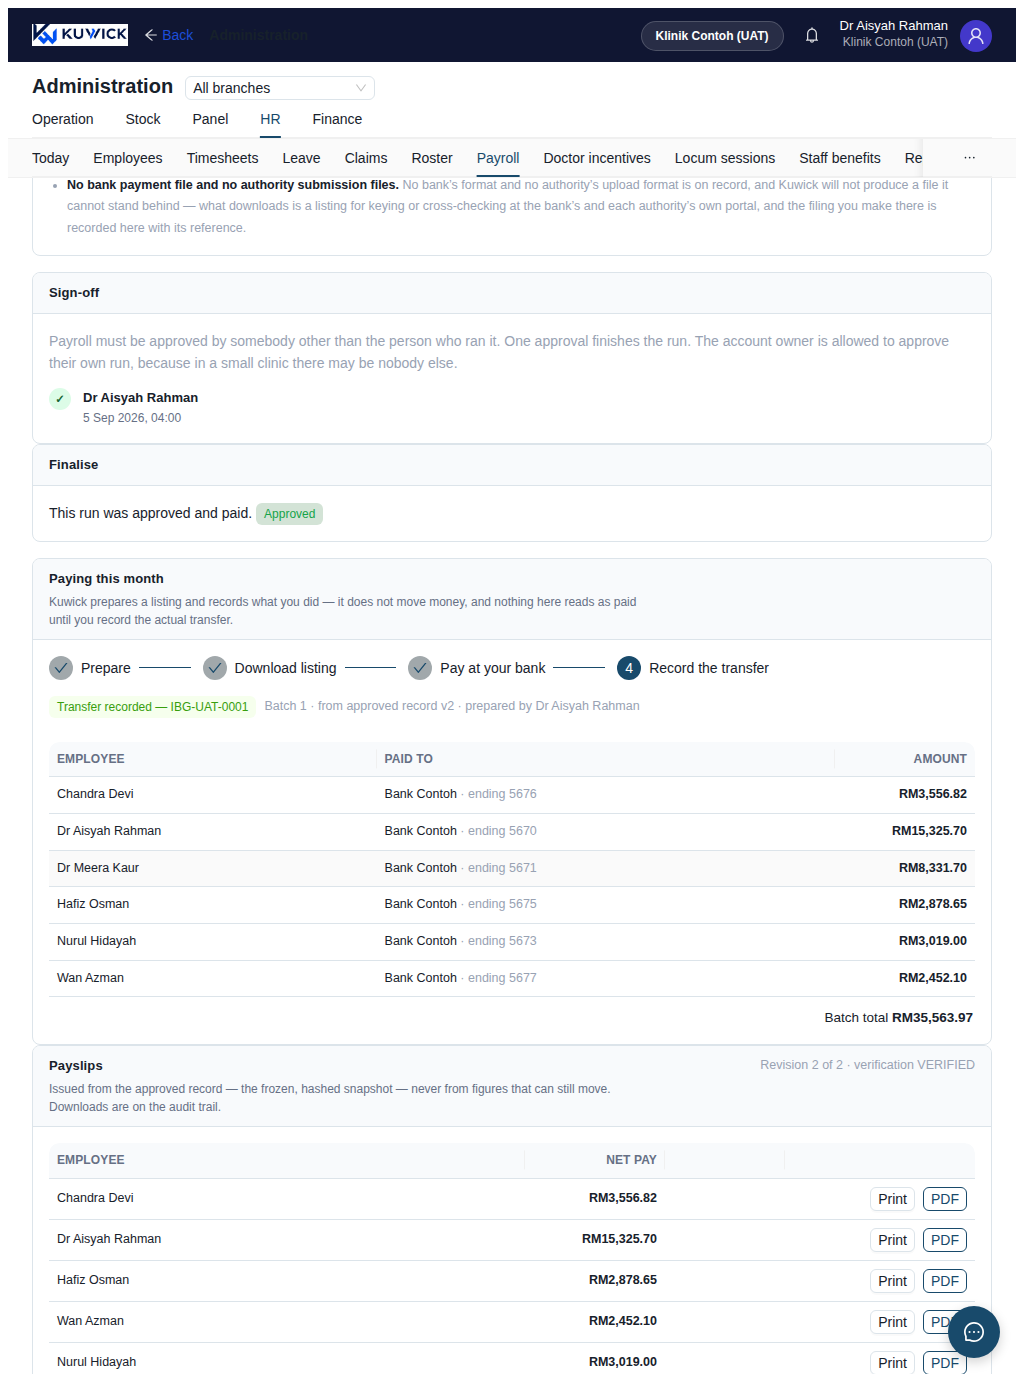 KUVVICK
Back
Administration
Klinik Contoh (UAT)
Dr Aisyah Rahman
Klinik Contoh (UAT)
Administration
All branches
Operation Stock Panel HR Finance
Today Employees Timesheets Leave Claims Roster Payroll Doctor incentives Locum sessions Staff benefits Re ...
No bank payment file and no authority submission files. No bank’s format and no authority’s upload format is on record, and Kuwick will not produce a file it
cannot stand behind — what downloads is a listing for keying or cross-checking at the bank’s and each authority’s own portal, and the filing you make there is
recorded here with its reference.
Sign-off
Payroll must be approved by somebody other than the person who ran it. One approval finishes the run. The account owner is allowed to approve
their own run, because in a small clinic there may be nobody else.
Dr Aisyah Rahman
5 Sep 2026, 04:00
Finalise
This run was approved and paid. Approved
Paying this month
Kuwick prepares a listing and records what you did — it does not move money, and nothing here reads as paid
until you record the actual transfer.
Prepare Download listing Pay at your bank 4 Record the transfer
Transfer recorded — IBG-UAT-0001 Batch 1 · from approved record v2 · prepared by Dr Aisyah Rahman
EMPLOYEE PAID TO AMOUNT
Chandra Devi Bank Contoh · ending 5676 RM3,556.82
Dr Aisyah Rahman Bank Contoh · ending 5670 RM15,325.70
Dr Meera Kaur Bank Contoh · ending 5671 RM8,331.70
Hafiz Osman Bank Contoh · ending 5675 RM2,878.65
Nurul Hidayah Bank Contoh · ending 5673 RM3,019.00
Wan Azman Bank Contoh · ending 5677 RM2,452.10
Batch total RM35,563.97
Payslips
Revision 2 of 2 · verification VERIFIED
Issued from the approved record — the frozen, hashed snapshot — never from figures that can still move.
Downloads are on the audit trail.
EMPLOYEE NET PAY
Chandra Devi RM3,556.82 Print PDF
Dr Aisyah Rahman RM15,325.70 Print PDF
Hafiz Osman RM2,878.65 Print PDF
Wan Azman RM2,452.10 Print PD
Nurul Hidayah RM3,019.00 Print PDF